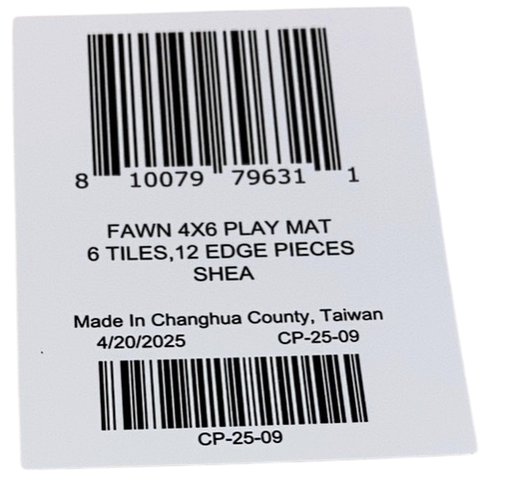 8 10079 79631 1
FAWN 4X6 PLAY MAT
6 TILES,12 EDGE PIECES
SHEA
Made In Changhua County, Taiwan
4/20/2025 CP-25-09
CP-25-09